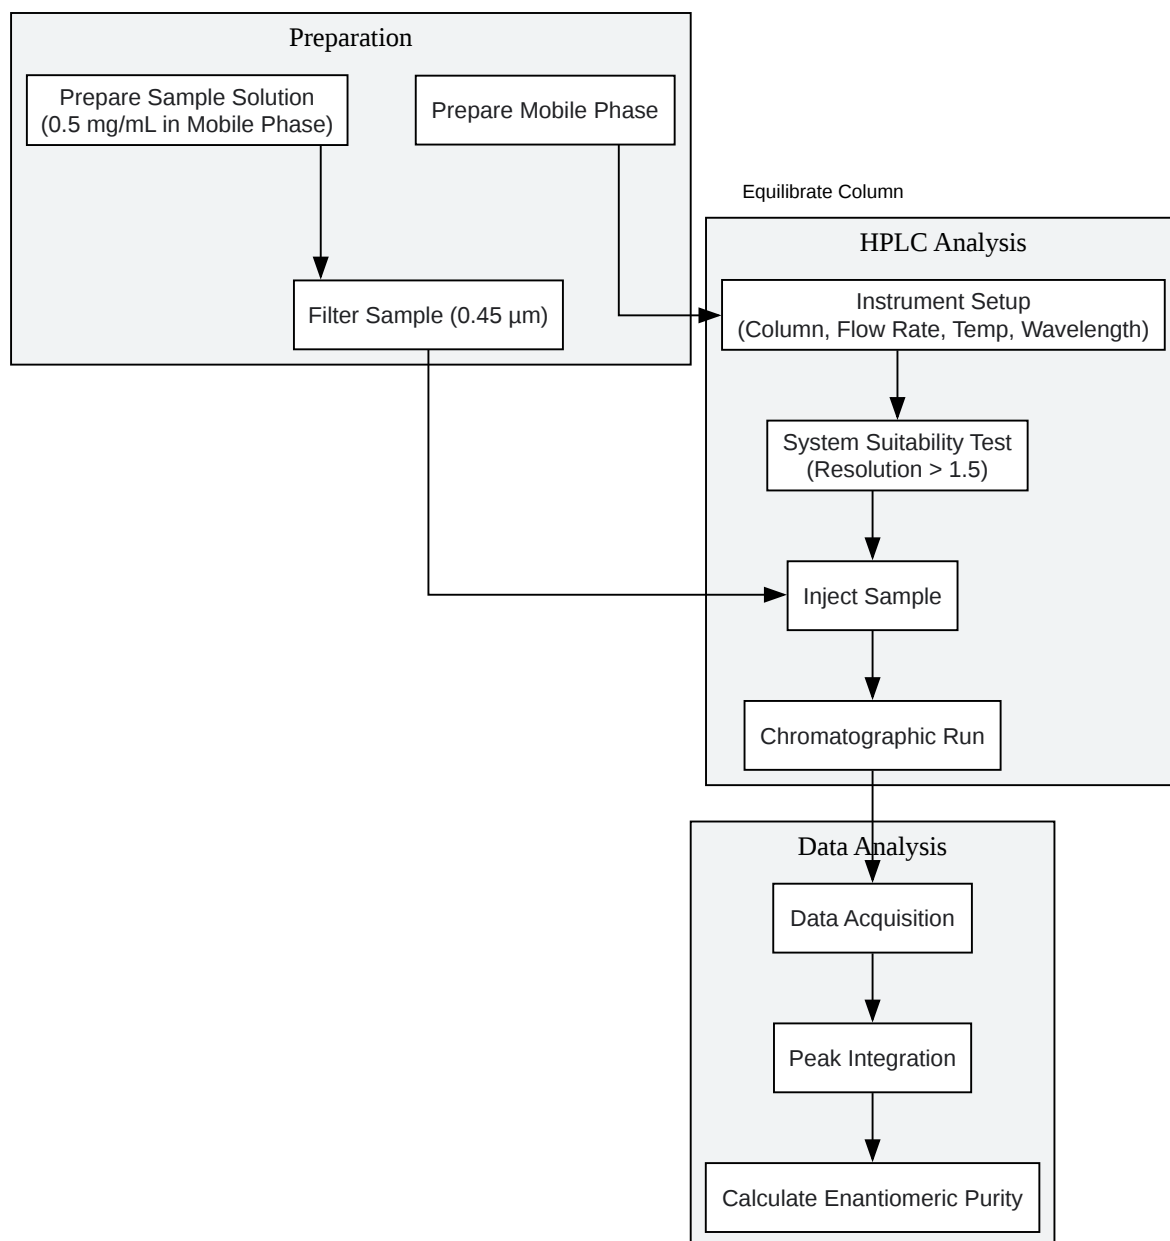 Preparation
Prepare Sample Solution
(0.5 mg/mL in Mobile Phase)
Prepare Mobile Phase
Filter Sample (0.45 µm)
Equilibrate Column
HPLC Analysis
Instrument Setup
(Column, Flow Rate, Temp, Wavelength)
System Suitability Test
(Resolution > 1.5)
Inject Sample
Chromatographic Run
Data Analysis
Data Acquisition
Peak Integration
Calculate Enantiomeric Purity